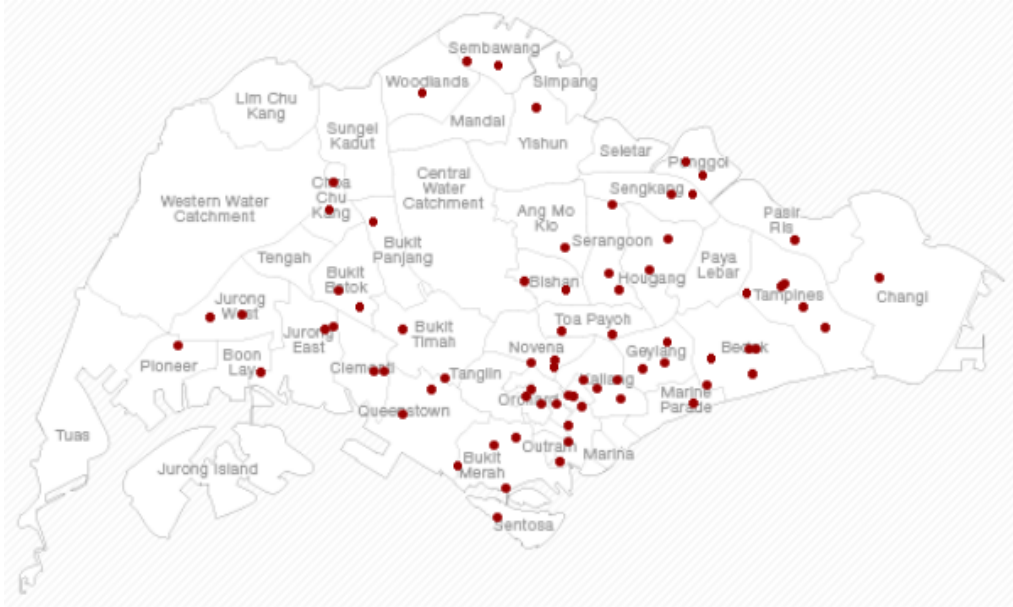 Sembawang
Woodlands
Simpang
Lim Chu
Kang
Mandai
Sungei
Kadut
Yishun
Seletar
Punggol
Central
Water
Catchment
Choa
Chu
Kang
Sengkang
Western Water
Catchment
Ang Mo
Kio
Pasir
Ris
Serangoon
Bukit
Panjang
Tengah
Paya
Lebar
Bukit
Batok
Bishan
Hougang
Tampines
Changi
Jurong
West
Toa Payoh
Jurong
East
Bukit
Timah
Novena
Geylang
Bedok
Pioneer
Boon
Lay
Clementi
Tanglin
Kallang
Marine
Parade
Orchard
Queenstown
Tuas
Outram
Marina
Bukit
Merah
Jurong Island
Sentosa